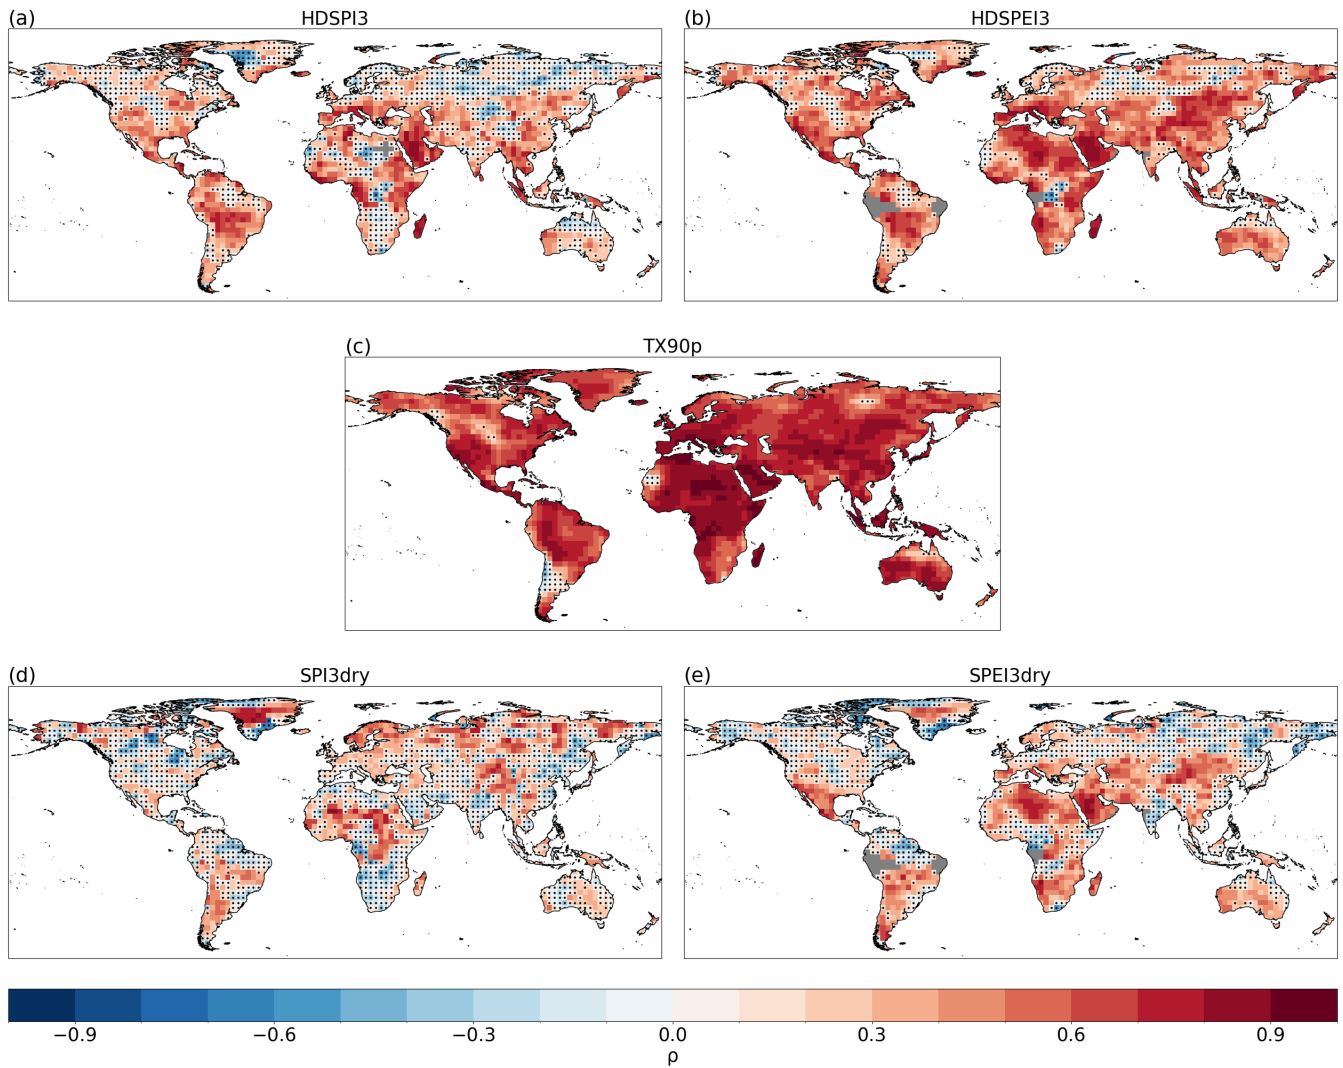 (a) HDSPI3
(b) HDSPEI3
(c) TX90p
(d) SPI3dry
(e) SPEI3dry
−0.9 −0.6 −0.3 0.0 0.3 0.6 0.9
ρ